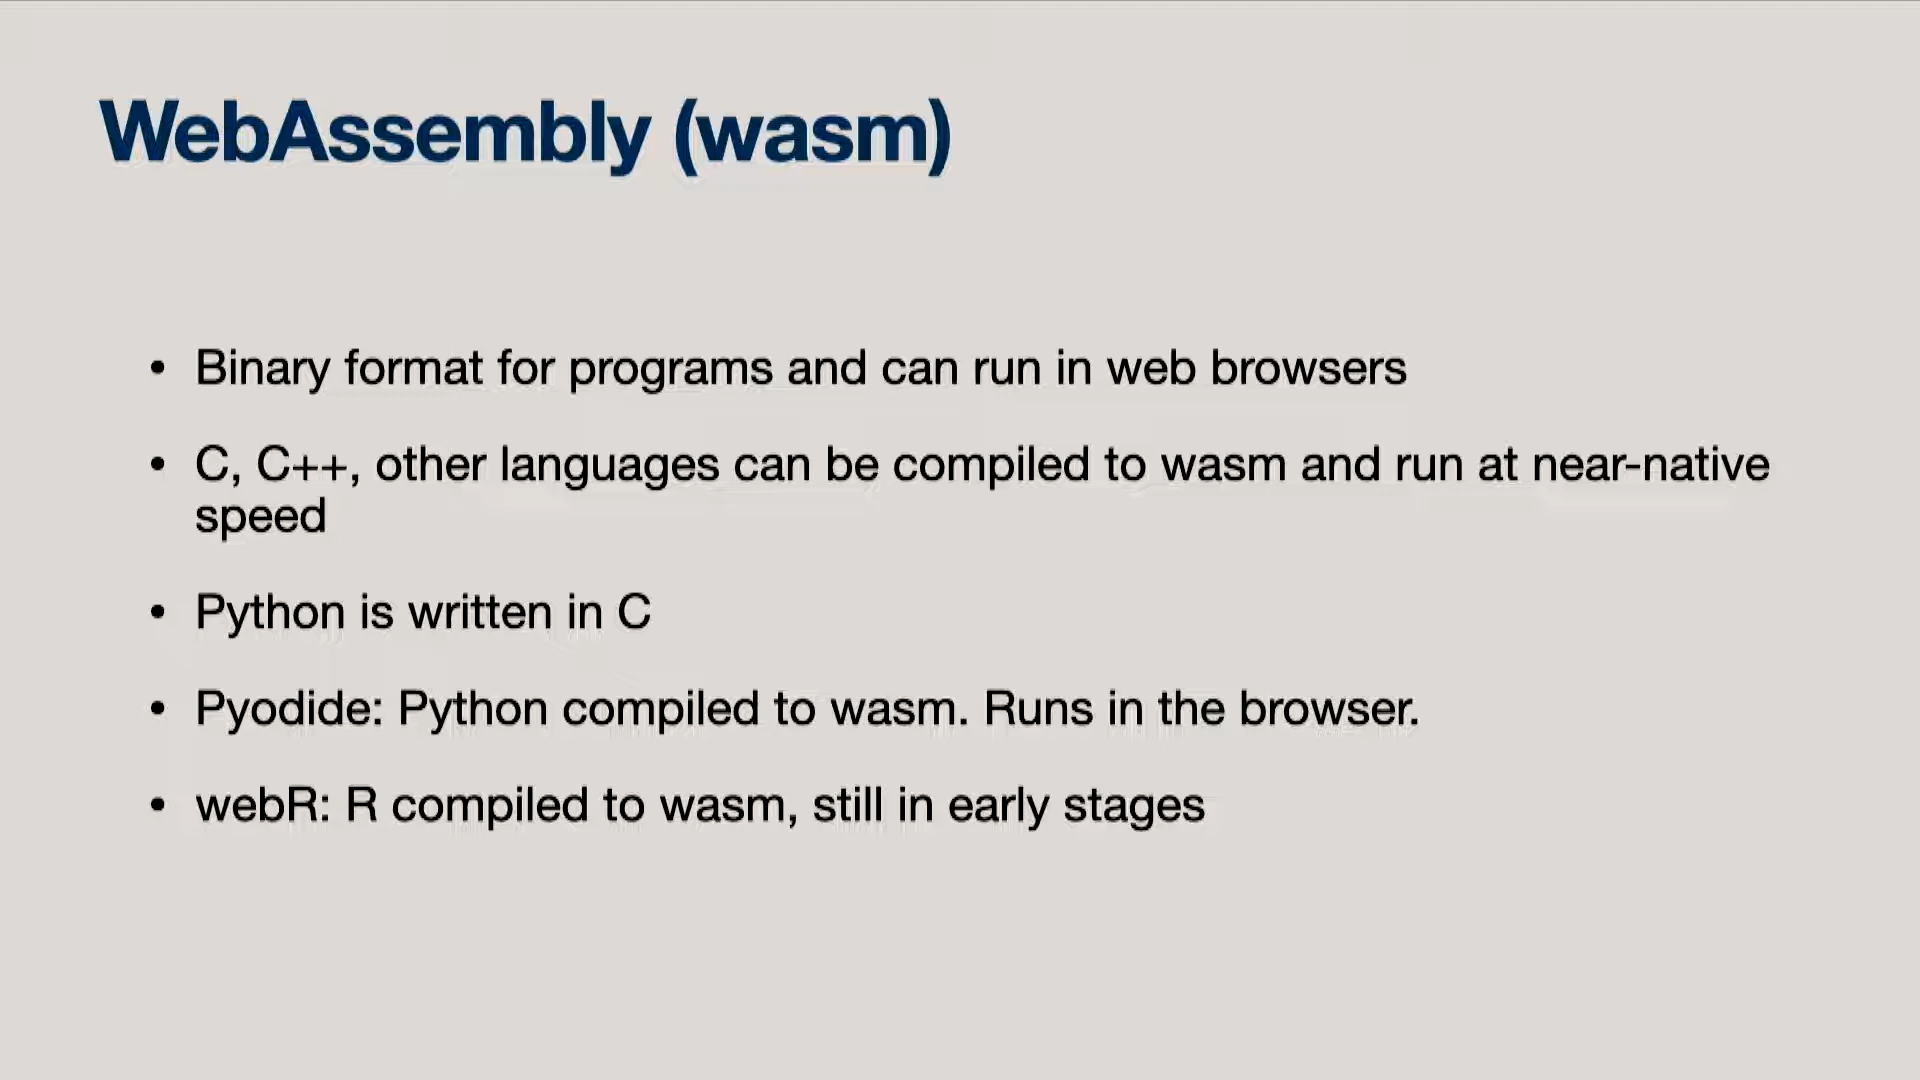 WebAssembly (wasm)
• Binary format for programs and can run in web browsers
• C, C++, other languages can be compiled to wasm and run at near-native
speed
• Python is written in C
• Pyodide: Python compiled to wasm. Runs in the browser.
• webR: R compiled to wasm, still in early stages